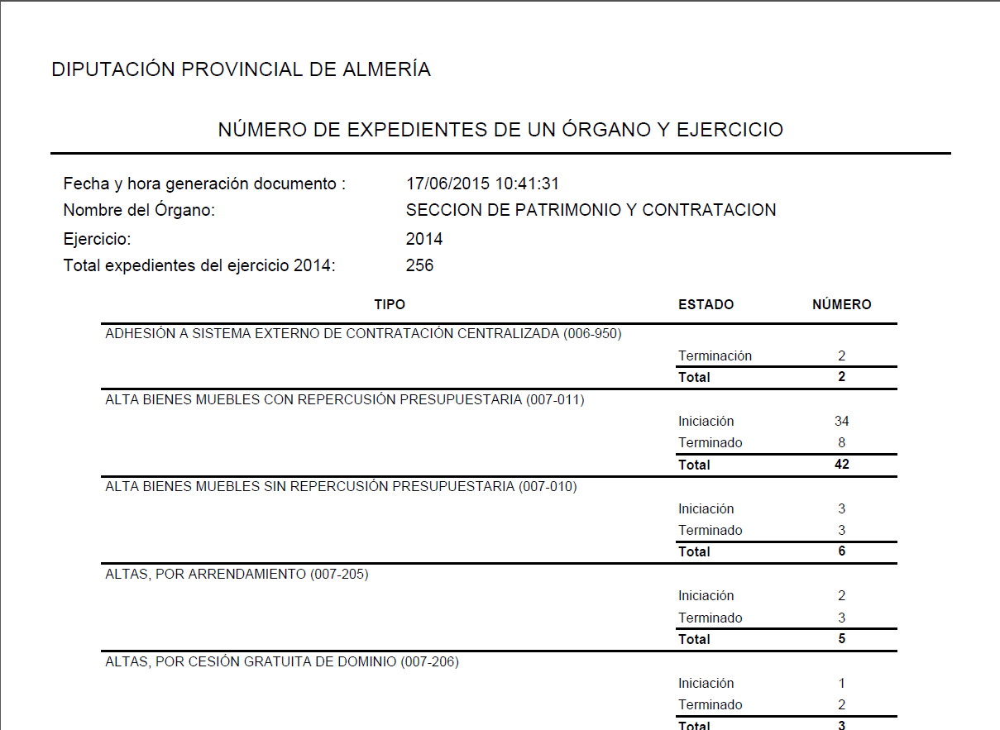 DIPUTACIÓN PROVINCIAL DE ALMERÍA
NÚMERO DE EXPEDIENTES DE UN ÓRGANO Y EJERCICIO
Fecha y hora generación documento : 17/06/2015 10:41:31
Nombre del Órgano: SECCION DE PATRIMONIO Y CONTRATACION
Ejercicio: 2014
Total expedientes del ejercicio 2014: 256
TIPO ESTADO NÚMERO
ADHESIÓN A SISTEMA EXTERNO DE CONTRATACIÓN CENTRALIZADA (006-950)
Terminación 2
Total 2
ALTA BIENES MUEBLES CON REPERCUSIÓN PRESUPUESTARIA (007-011)
Iniciación 34
Terminado 8
Total 42
ALTA BIENES MUEBLES SIN REPERCUSIÓN PRESUPUESTARIA (007-010)
Iniciación 3
Terminado 3
Total 6
ALTAS, POR ARRENDAMIENTO (007-205)
Iniciación 2
Terminado 3
Total 5
ALTAS, POR CESIÓN GRATUITA DE DOMINIO (007-206)
Iniciación 1
Terminado 2
Total 3